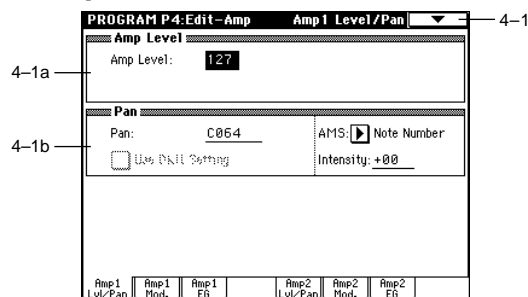 PROGRAM P4:Edit-Amp Amp1 Level/Pan 4–1
Amp Level
Amp Level: 127
4–1a
Pan
Pan: C064 AMS: Note Number
4–1b
Use DKit Setting Intensity: +00
Amp1 Lvl/Pan Amp1 Mod. Amp1 EG Amp2 Lvl/Pan Amp2 Mod. Amp2 EG